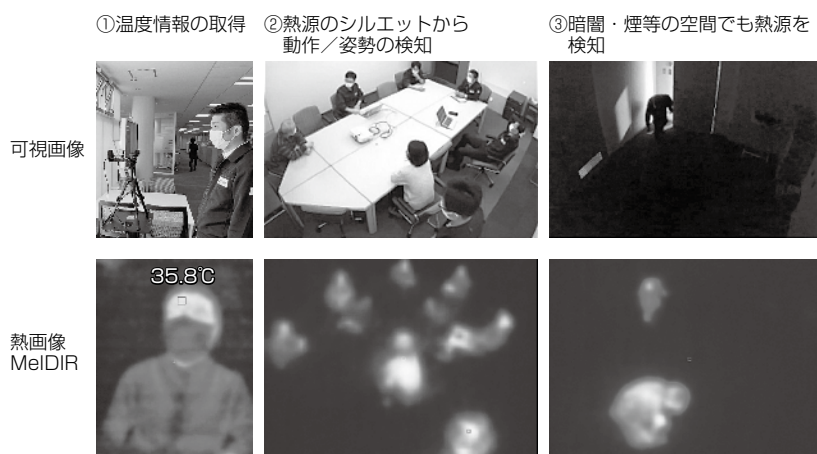 ①温度情報の取得
②熱源のシルエットから
動作／姿勢の検知
③暗闇・煙等の空間でも熱源を
検知
可視画像
35.8℃
熱画像
MelDIR